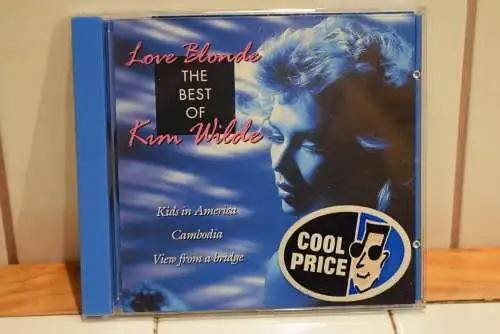 Love Blonde
THE
BEST
OF
Kim Wilde
Kids in America
Cambodia
View from a bridge
COOL
PRICE